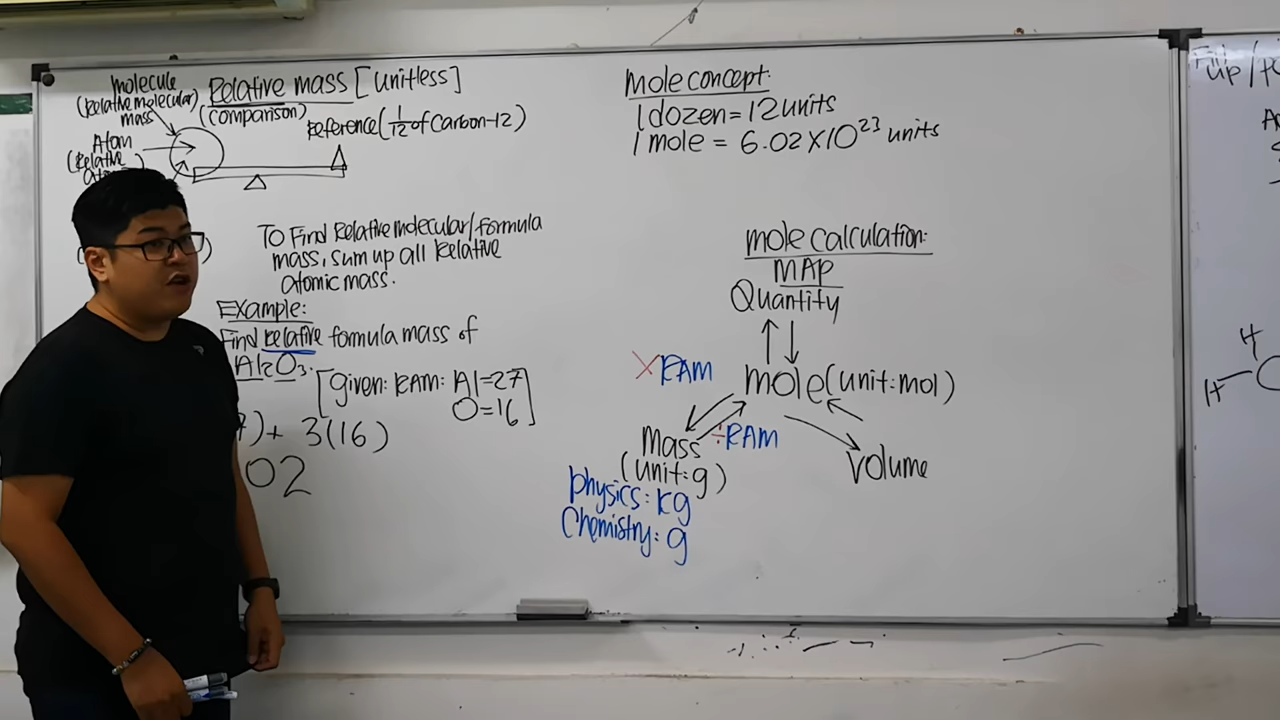 molecule
(Relative molecular)
mass
Atom
(Relative
Relative mass [unitless]
(comparison)
Reference (1/12 of Carbon-12)
To Find Relative molecular/formula
mass, sum up all Relative
atomic mass.
Example:
Find Relative formula mass of
Al2O3.
[Given: RAM: Al=27
O=16]
)+ 3(16)
02
mole concept:
1 dozen = 12 units
1 mole = 6.02 X 10^23 units
mole calculation:
MAP
Quantity
X RAM
mole (unit: mol)
÷RAM
Mass
(unit: g)
Volume
physics: kg
Chemistry: g
up/
H
H